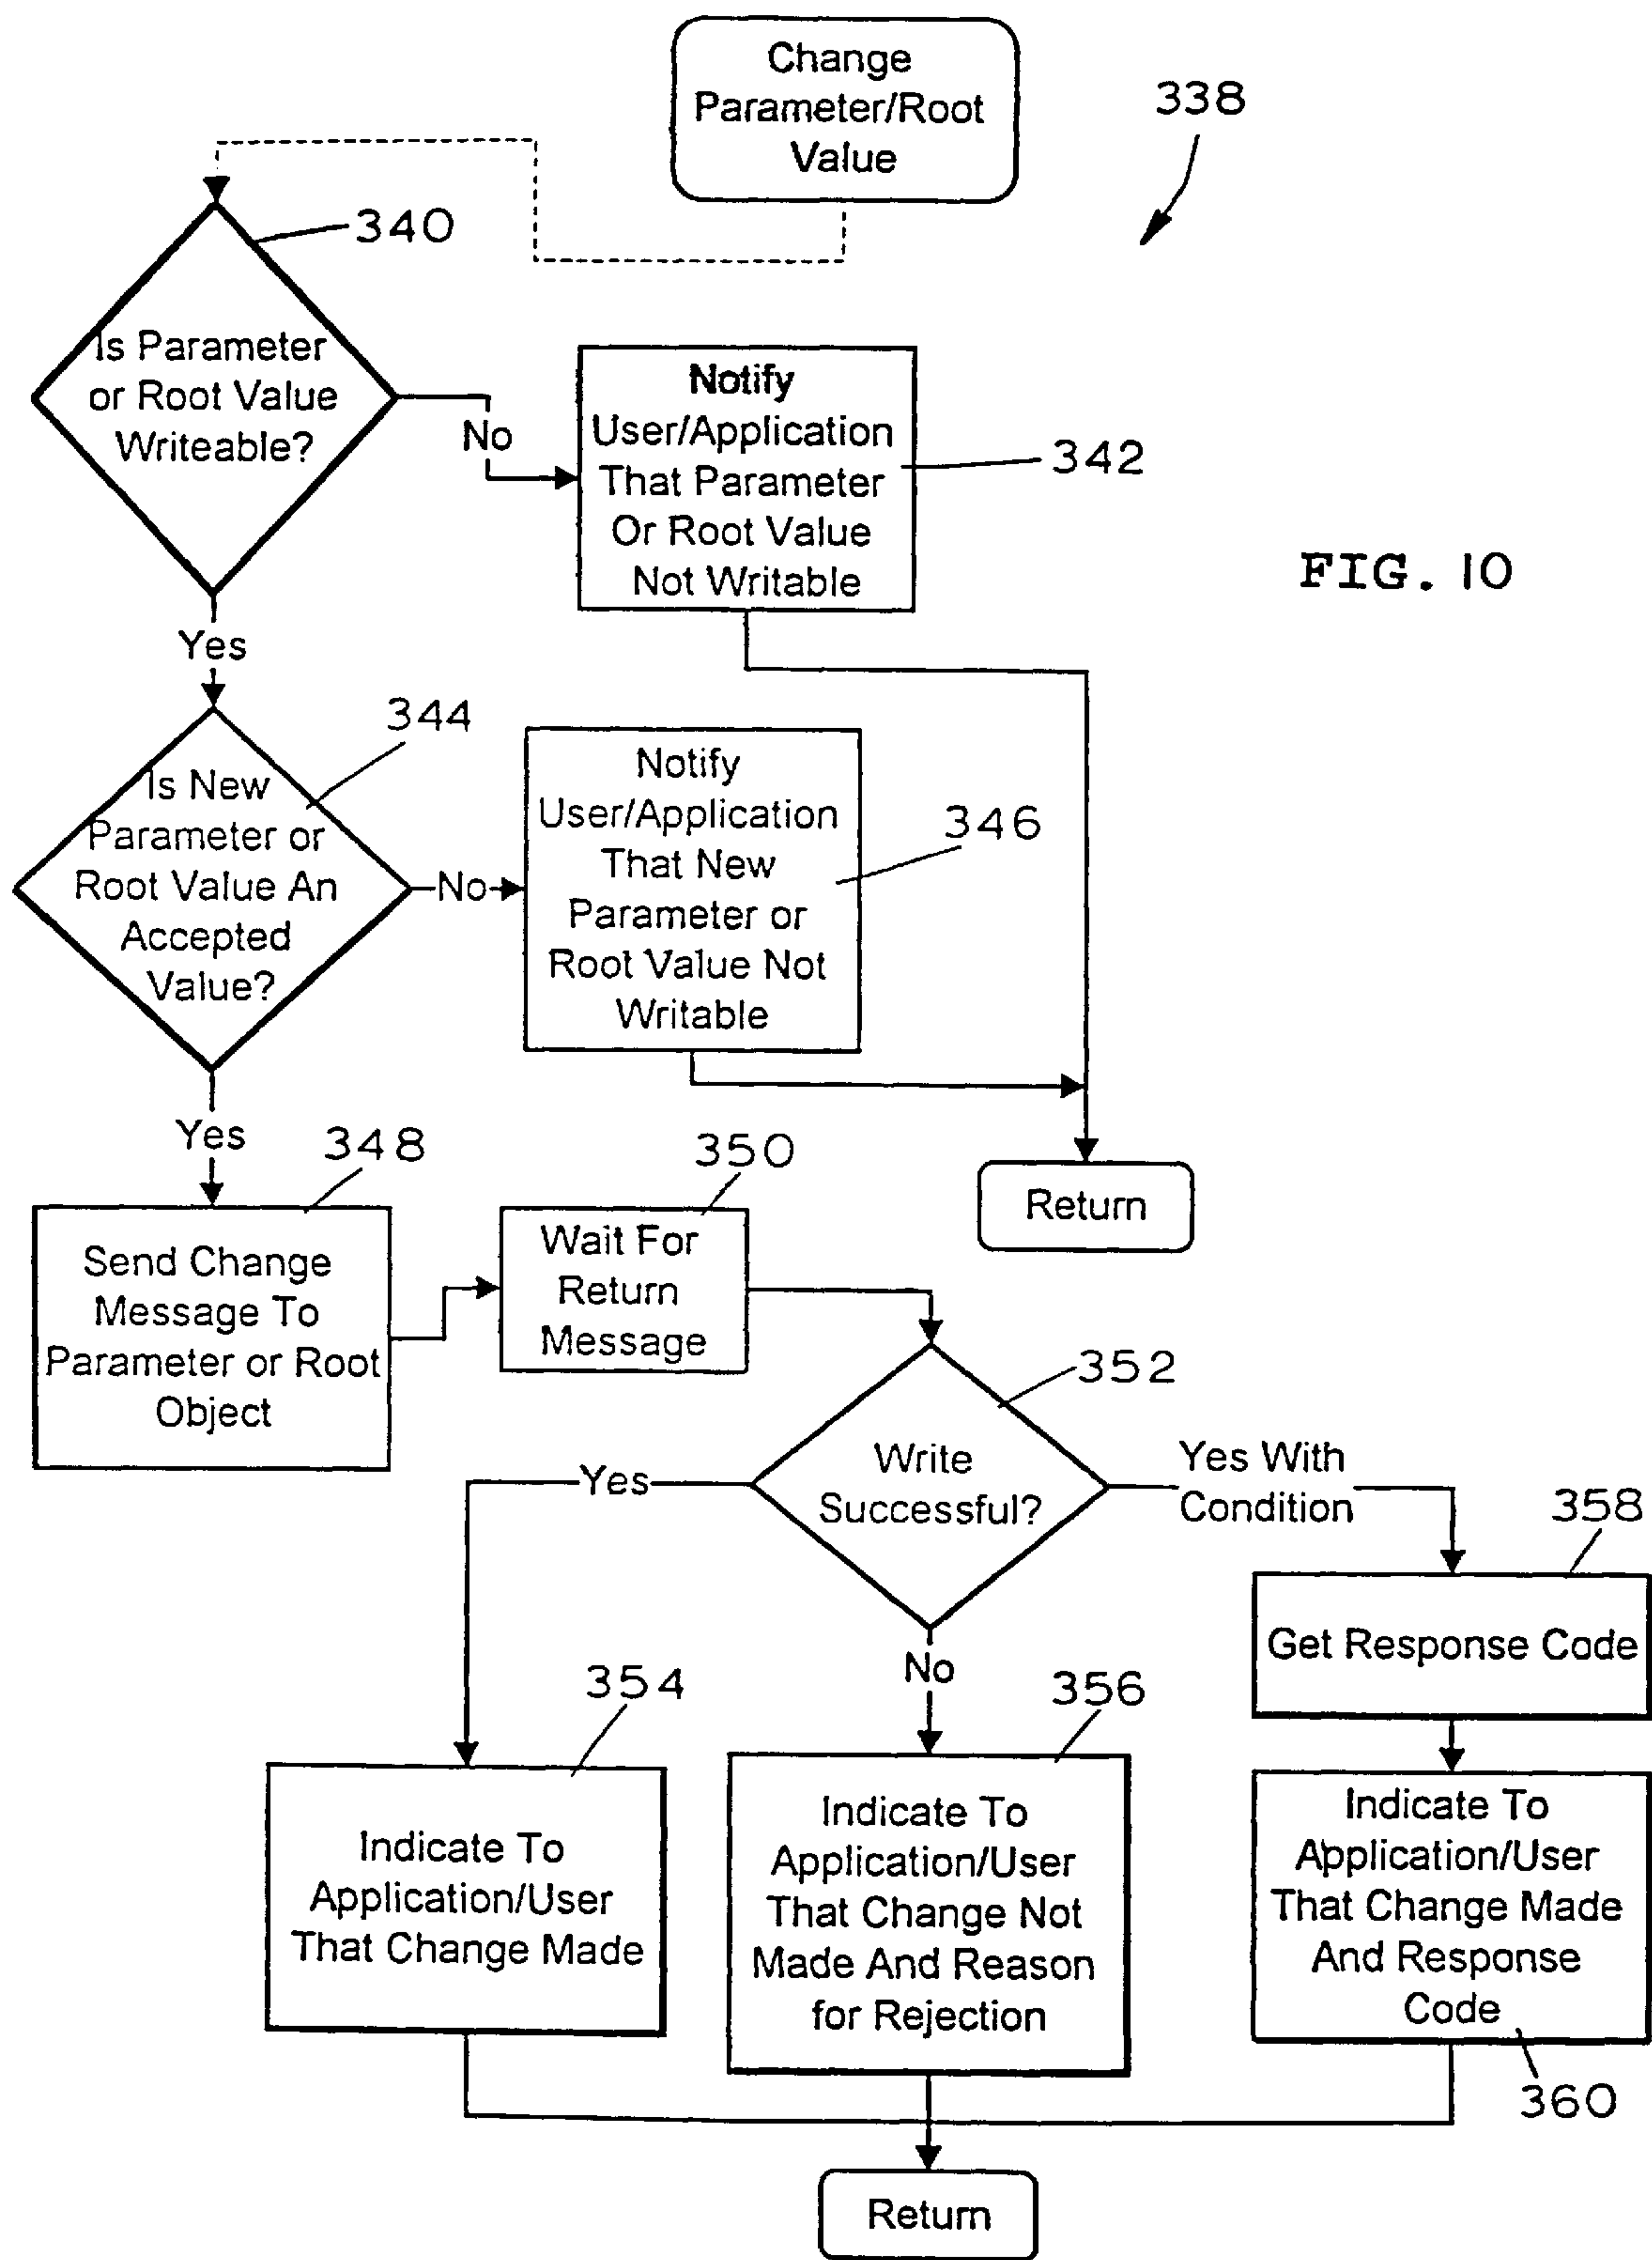 Change
Parameter/Root
Value
338
340
Is Parameter
or Root Value
Writeable?
No
Notify
User/Application
That Parameter
Or Root Value
Not Writable
342
FIG. 10
Yes
344
Is New
Parameter or
Root Value An
Accepted
Value?
No
Notify
User/Application
That New
Parameter or
Root Value Not
Writable
346
Return
Yes
348
Send Change
Message To
Parameter or Root
Object
350
Wait For
Return
Message
352
Write
Successful?
Yes
Yes With
Condition
358
Get Response Code
No
354
Indicate To
Application/User
That Change Made
356
Indicate To
Application/User
That Change Not
Made And Reason
for Rejection
Indicate To
Application/User
That Change Made
And Response
Code
360
Return